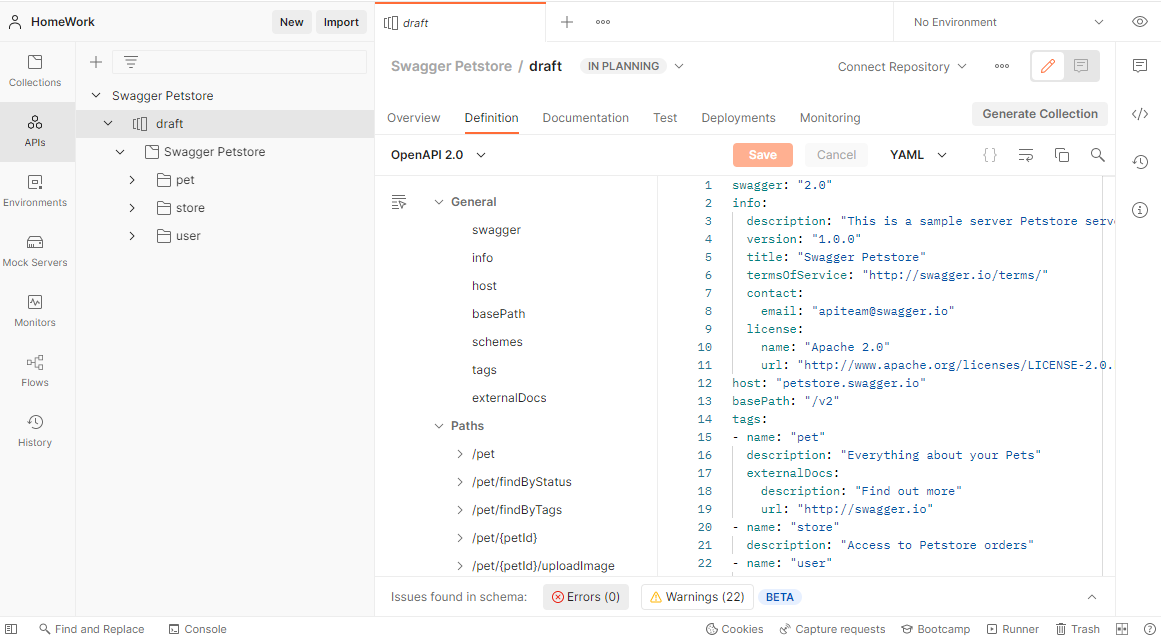 HomeWork
New
Import
draft
No Environment
Collections
APIs
Environments
Mock Servers
Monitors
Flows
History
Swagger Petstore
draft
Swagger Petstore
pet
store
user
Swagger Petstore / draft
IN PLANNING
Connect Repository
Overview
Definition
Documentation
Test
Deployments
Monitoring
Generate Collection
OpenAPI 2.0
Save
Cancel
YAML
General
swagger
info
host
basePath
schemes
tags
externalDocs
Paths
/pet
/pet/findByStatus
/pet/findByTags
/pet/{petId}
/pet/{petId}/uploadImage
1 swagger: "2.0"
2 info:
3 description: "This is a sample server Petstore serv
4 version: "1.0.0"
5 title: "Swagger Petstore"
6 termsOfService: "http://swagger.io/terms/"
7 contact:
8 email: "apiteam@swagger.io"
9 license:
10 name: "Apache 2.0"
11 url: "http://www.apache.org/licenses/LICENSE-2.0.
12 host: "petstore.swagger.io"
13 basePath: "/v2"
14 tags:
15 - name: "pet"
16 description: "Everything about your Pets"
17 externalDocs:
18 description: "Find out more"
19 url: "http://swagger.io"
20 - name: "store"
21 description: "Access to Petstore orders"
22 - name: "user"
Issues found in schema:
Errors (0)
Warnings (22)
BETA
Find and Replace
Console
Cookies
Capture requests
Bootcamp
Runner
Trash